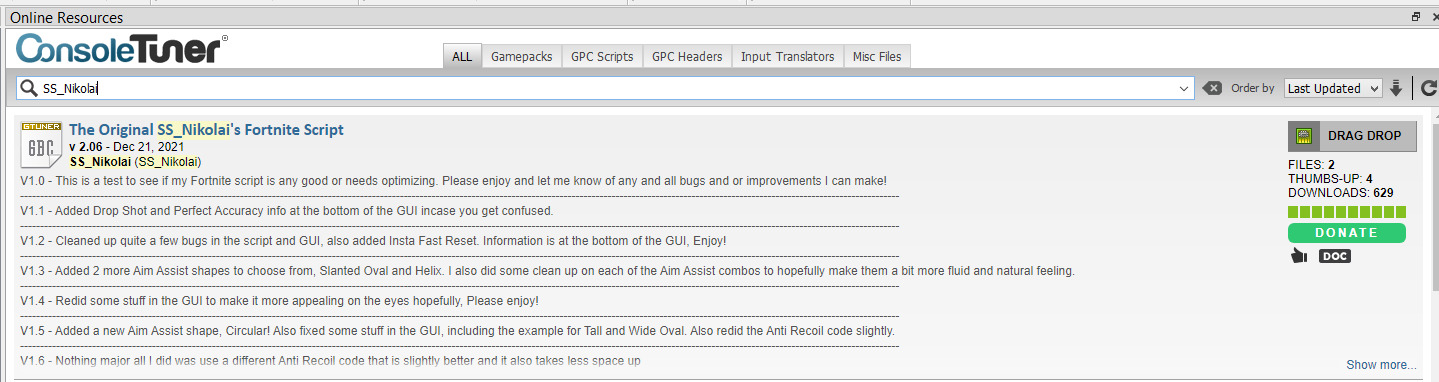 Online Resources
ConsoleTuner®
ALL Gamepacks GPC Scripts GPC Headers Input Translators Misc Files
SS_Nikolai Order by Last Updated
GTUNER
GBC
The Original SS_Nikolai's Fortnite Script
v 2.06 - Dec 21, 2021
SS_Nikolai (SS_Nikolai)
DRAG DROP
FILES: 2
THUMBS-UP: 4
DOWNLOADS: 629
DONATE
DOC
V1.0 - This is a test to see if my Fortnite script is any good or needs optimizing. Please enjoy and let me know of any and all bugs and or improvements I can make!
V1.1 - Added Drop Shot and Perfect Accuracy info at the bottom of the GUI incase you get confused.
V1.2 - Cleaned up quite a few bugs in the script and GUI, also added Insta Fast Reset. Information is at the bottom of the GUI, Enjoy!
V1.3 - Added 2 more Aim Assist shapes to choose from, Slanted Oval and Helix. I also did some clean up on each of the Aim Assist combos to hopefully make them a bit more fluid and natural feeling.
V1.4 - Redid some stuff in the GUI to make it more appealing on the eyes hopefully, Please enjoy!
V1.5 - Added a new Aim Assist shape, Circular! Also fixed some stuff in the GUI, including the example for Tall and Wide Oval. Also redid the Anti Recoil code slightly.
V1.6 - Nothing major all I did was use a different Anti Recoil code that is slightly better and it also takes less space up
Show more...